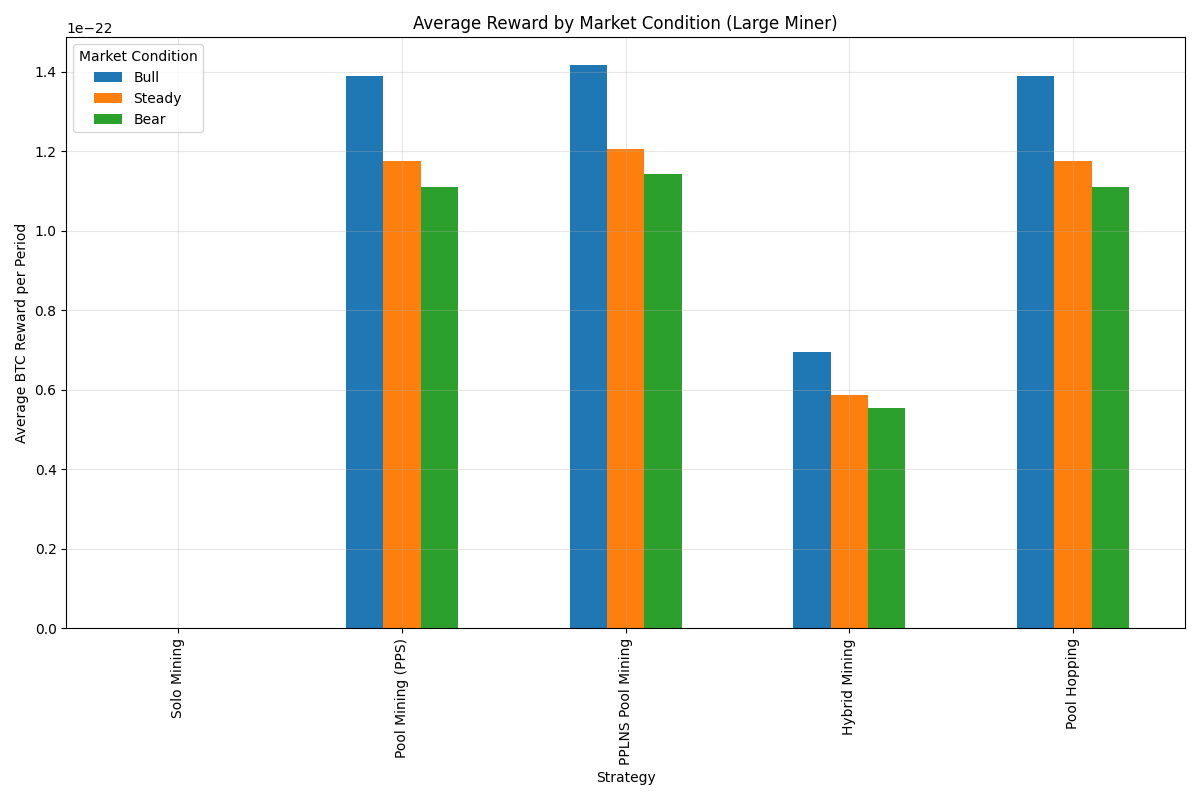 Average Reward by Market Condition (Large Miner)
1e−22
Market Condition
Bull
Steady
Bear
Average BTC Reward per Period
1.4
1.2
1.0
0.8
0.6
0.4
0.2
0.0
Solo Mining
Pool Mining (PPS)
PPLNS Pool Mining
Hybrid Mining
Pool Hopping
Strategy